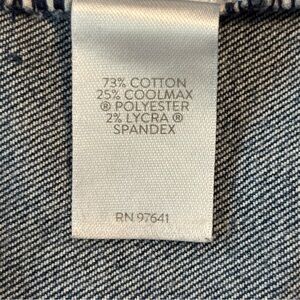 73% COTTON
25% COOLMAX
® POLYESTER
2% LYCRA ®
SPANDEX
RN 97641